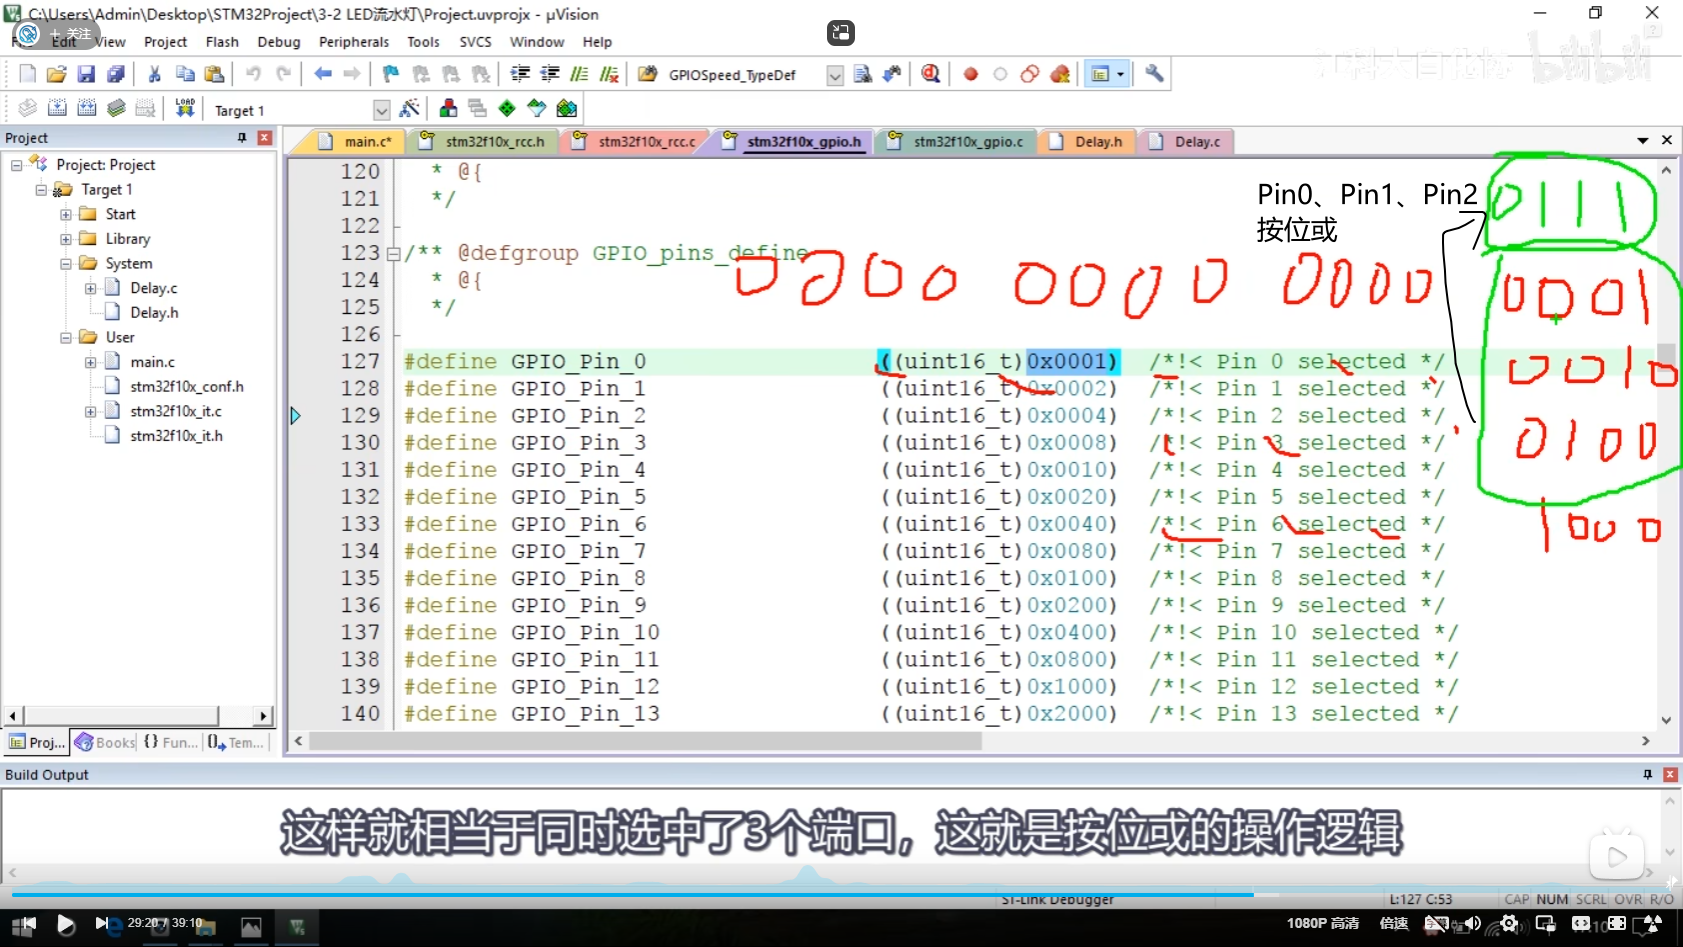 C:\Users\Admin\Desktop\STM32Project\3-2 LED流水灯\Project.uvprojx - µVision
+ 关注
Edit View Project Flash Debug Peripherals Tools SVCS Window Help
GPIOSpeed_TypeDef
bilibili
LOAD
Target 1
Project
main.c* stm32f10x_rcc.h stm32f10x_rcc.c stm32f10x_gpio.h stm32f10x_gpio.c Delay.h Delay.c
Project: Project
Target 1
Start
Library
System
Delay.c
Delay.h
User
main.c
stm32f10x_conf.h
stm32f10x_it.c
stm32f10x_it.h
Proj... Books {} Fun... Tem...
120 * @{
121 */
122
123 /** @defgroup GPIO_pins_define
124 * @{
125 */
126
127 #define GPIO_Pin_0 ((uint16_t)0x0001) /*!< Pin 0 selected */
128 #define GPIO_Pin_1 ((uint16_t)0x0002) /*!< Pin 1 selected */
129 #define GPIO_Pin_2 ((uint16_t)0x0004) /*!< Pin 2 selected */
130 #define GPIO_Pin_3 ((uint16_t)0x0008) /*!< Pin 3 selected */
131 #define GPIO_Pin_4 ((uint16_t)0x0010) /*!< Pin 4 selected */
132 #define GPIO_Pin_5 ((uint16_t)0x0020) /*!< Pin 5 selected */
133 #define GPIO_Pin_6 ((uint16_t)0x0040) /*!< Pin 6 selected */
134 #define GPIO_Pin_7 ((uint16_t)0x0080) /*!< Pin 7 selected */
135 #define GPIO_Pin_8 ((uint16_t)0x0100) /*!< Pin 8 selected */
136 #define GPIO_Pin_9 ((uint16_t)0x0200) /*!< Pin 9 selected */
137 #define GPIO_Pin_10 ((uint16_t)0x0400) /*!< Pin 10 selected */
138 #define GPIO_Pin_11 ((uint16_t)0x0800) /*!< Pin 11 selected */
139 #define GPIO_Pin_12 ((uint16_t)0x1000) /*!< Pin 12 selected */
140 #define GPIO_Pin_13 ((uint16_t)0x2000) /*!< Pin 13 selected */
Pin0、Pin1、Pin2
按位或
0111
0000 0000 0000 0001
0010
0100
1000
Build Output
这样就相当于同时选中了3个端口，这就是按位或的操作逻辑
ST-Link Debugger L:127 C:53 CAP NUM SCRL OVR R/O
29:20 / 39:10 1080P 高清 倍速